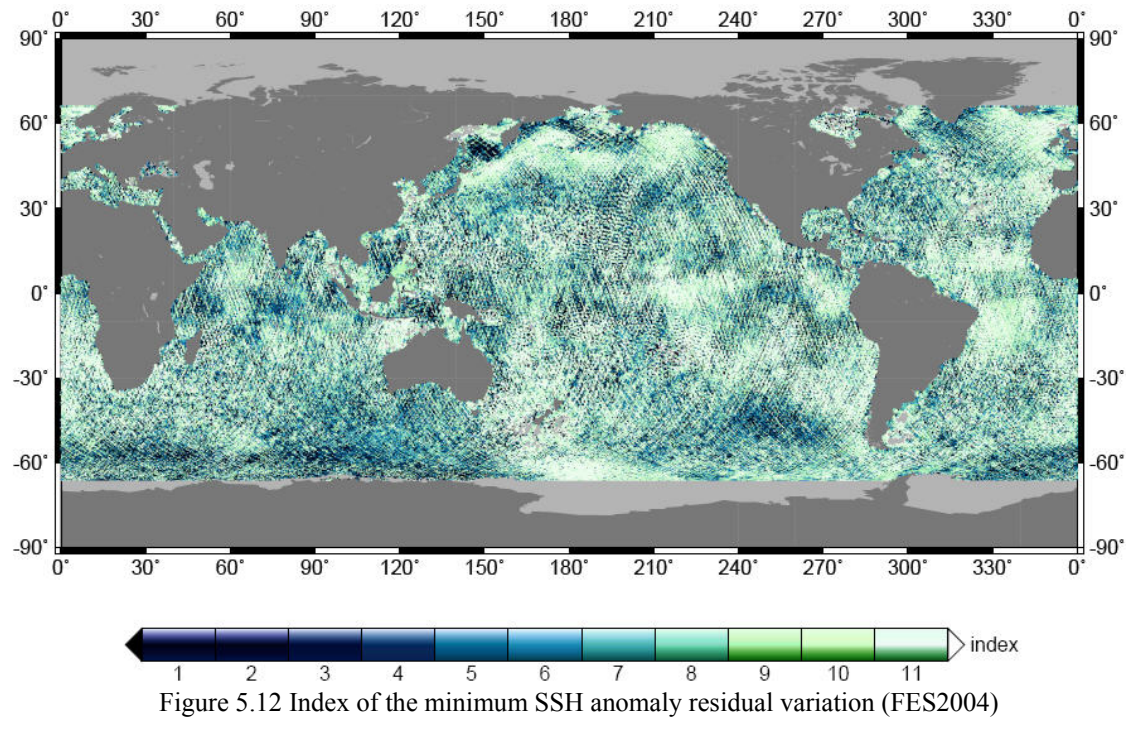 0° 30° 60° 90° 120° 150° 180° 210° 240° 270° 300° 330° 0°
90° 90°
60° 60°
30° 30°
0° 0°
-30° -30°
-60° -60°
-90° -90°
0° 30° 60° 90° 120° 150° 180° 210° 240° 270° 300° 330° 0°
index
1 2 3 4 5 6 7 8 9 10 11
Figure 5.12 Index of the minimum SSH anomaly residual variation (FES2004)